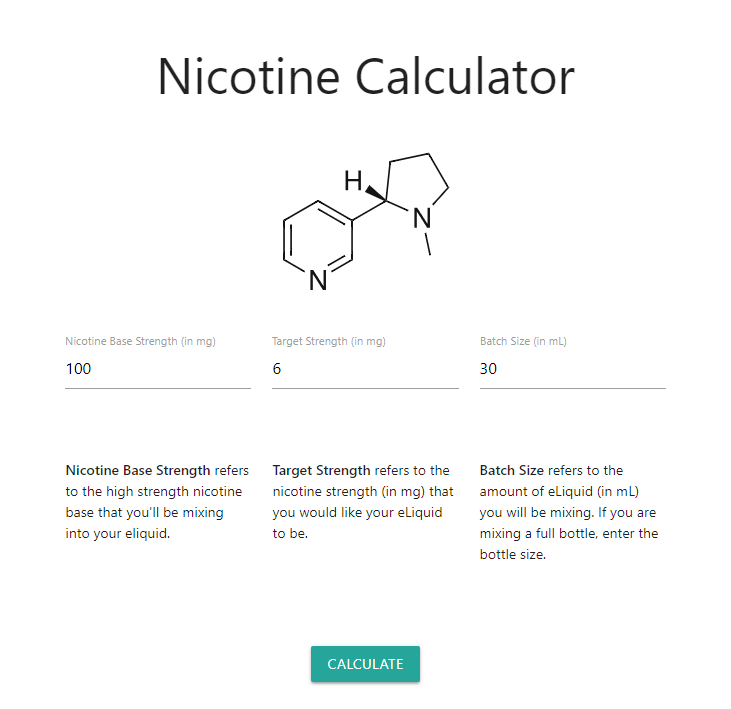 Nicotine Calculator
H
N
N
Nicotine Base Strength (in mg)
Target Strength (in mg)
Batch Size (in mL)
100
6
30
Nicotine Base Strength refers
to the high strength nicotine
base that you'll be mixing
into your eliquid.
Target Strength refers to the
nicotine strength (in mg) that
you would like your eLiquid
to be.
Batch Size refers to the
amount of eLiquid (in mL)
you will be mixing. If you are
mixing a full bottle, enter the
bottle size.
CALCULATE